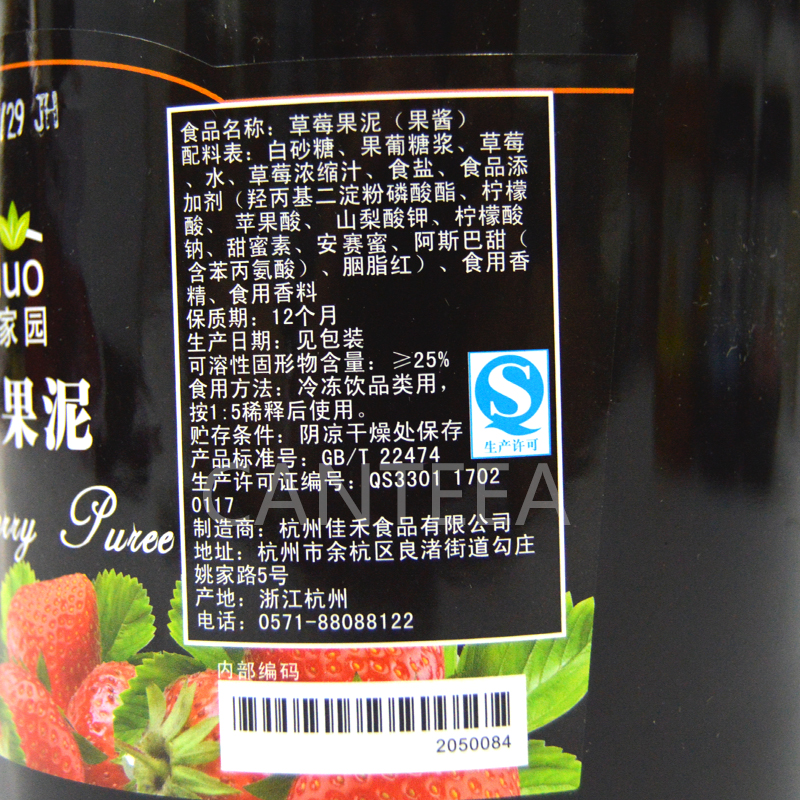 食品名称：草莓果泥（果酱）
配料表：白砂糖、果葡糖浆、草莓
、水、草莓浓缩汁、食盐、食品添
加剂（羟丙基二淀粉磷酸酯、柠檬
酸、苹果酸、山梨酸钾、柠檬酸
钠、甜蜜素、安赛蜜、阿斯巴甜（
含苯丙氨酸）、胭脂红）、食用香
精、食用香料
保质期：12个月
生产日期：见包装
可溶性固形物含量：≥25%
食用方法：冷冻饮品类用，
按1:5稀释后使用。
贮存条件：阴凉干燥处保存
产品标准号：GB/T 22474
生产许可证编号：QS3301 1702
0117
制造商：杭州佳禾食品有限公司
地址：杭州市余杭区良渚街道勾庄
姚家路5号
产地：浙江杭州
电话：0571-88088122
QS
生产许可
内部编码
2050084
29 JH
uo
家园
果泥
rry Puree
CANTEEA